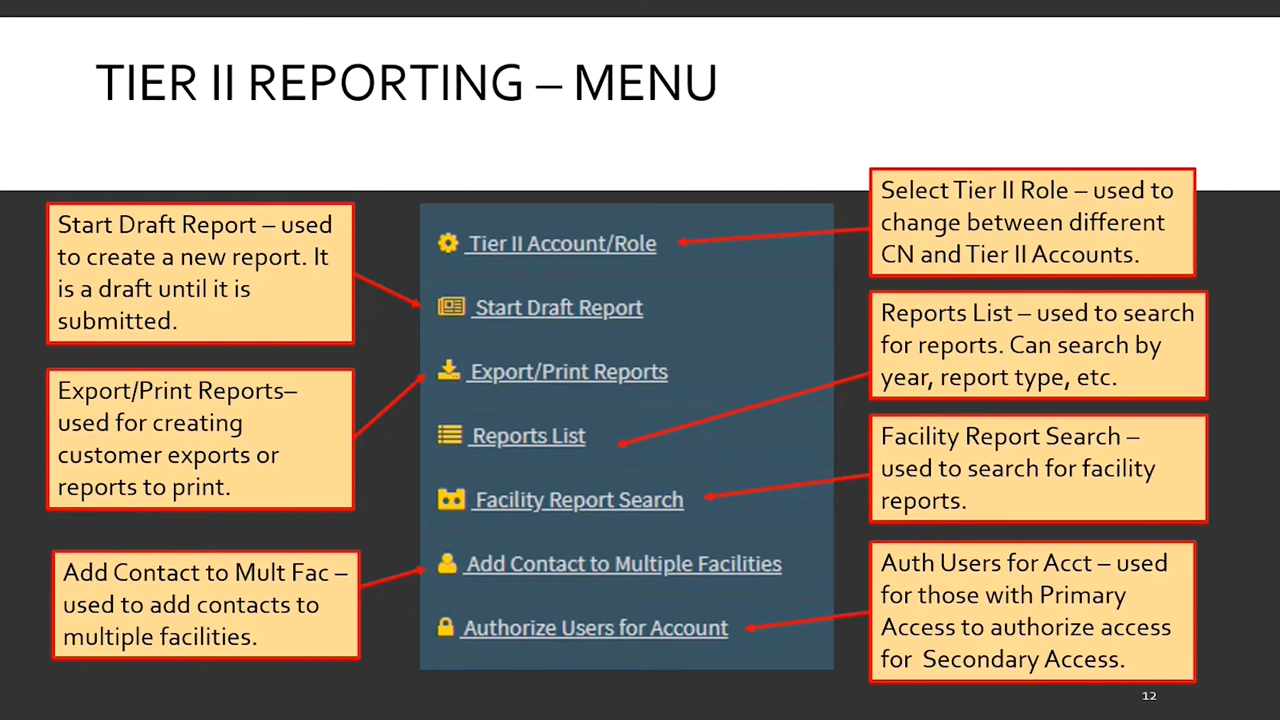 TIER II REPORTING – MENU
Start Draft Report – used
to create a new report. It
is a draft until it is
submitted.
Export/Print Reports–
used for creating
customer exports or
reports to print.
Add Contact to Mult Fac –
used to add contacts to
multiple facilities.
Tier II Account/Role
Start Draft Report
Export/Print Reports
Reports List
Facility Report Search
Add Contact to Multiple Facilities
Authorize Users for Account
Select Tier II Role – used to
change between different
CN and Tier II Accounts.
Reports List – used to search
for reports. Can search by
year, report type, etc.
Facility Report Search –
used to search for facility
reports.
Auth Users for Acct – used
for those with Primary
Access to authorize access
for  Secondary Access.
12